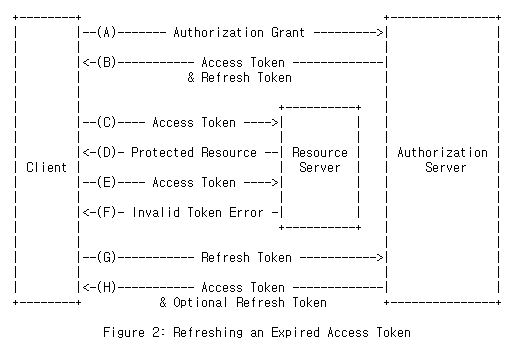 --(A)------- Authorization Grant --------->
<-(B)----------- Access Token -------------
& Refresh Token
--(C)---- Access Token ---->
<-(D)- Protected Resource --
Resource
Authorization
Client
Server
Server
--(E)---- Access Token ---->
<-(F)- Invalid Token Error -
--(G)----------- Refresh Token ----------->
<-(H)----------- Access Token -------------
& Optional Refresh Token
Figure 2: Refreshing an Expired Access Token